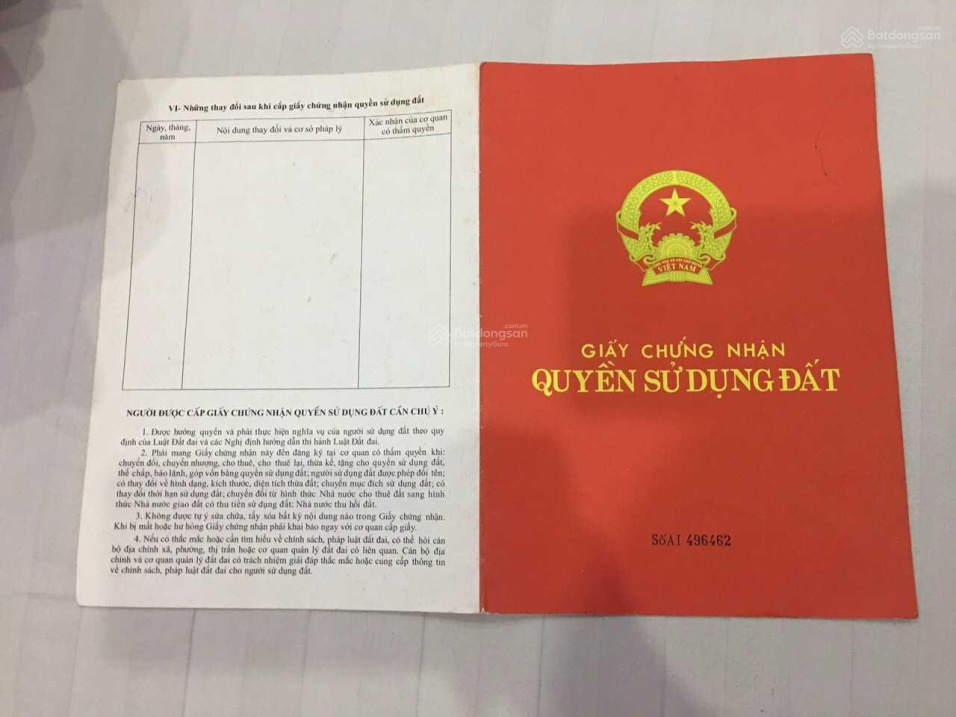 VI- Những thay đổi sau khi cấp giấy chứng nhận quyền sử dụng đất
Ngày, tháng,
năm
Nội dung thay đổi và cơ sở pháp lý
Xác nhận của cơ quan
có thẩm quyền
NGƯỜI ĐƯỢC CẤP GIẤY CHỨNG NHẬN QUYỀN SỬ DỤNG ĐẤT CẦN CHÚ Ý :
1. Được hưởng quyền và phải thực hiện nghĩa vụ của người sử dụng đất theo quy
định của Luật Đất đai và các Nghị định hướng dẫn thi hành Luật Đất đai.
2. Phải mang Giấy chứng nhận này đến đăng ký tại cơ quan có thẩm quyền khi:
chuyển đổi, chuyển nhượng, cho thuê, cho thuê lại, thừa kế, tặng cho quyền sử dụng đất,
thế chấp, bảo lãnh, góp vốn bằng quyền sử dụng đất; người sử dụng đất được phép đổi tên;
có thay đổi về hình dạng, kích thước, diện tích thửa đất; chuyển mục đích sử dụng đất; có
thay đổi thời hạn sử dụng đất; chuyển đổi từ hình thức Nhà nước cho thuê đất sang hình
thức Nhà nước giao đất có thu tiền sử dụng đất; Nhà nước thu hồi đất.
3. Không được tự ý sửa chữa, tẩy xóa bất kỳ nội dung nào trong Giấy chứng nhận.
Khi bị mất hoặc hư hỏng Giấy chứng nhận phải khai báo ngay với cơ quan cấp giấy.
4. Nếu có thắc mắc hoặc cần tìm hiểu về chính sách, pháp luật đất đai, có thể hỏi cán
bộ địa chính xã, phường, thị trấn hoặc cơ quan quản lý đất đai có liên quan. Cán bộ địa
chính và cơ quan quản lý đất đai có trách nhiệm giải đáp thắc mắc hoặc cung cấp thông tin
về chính sách, pháp luật đất đai cho người sử dụng đất.
VIỆT NAM
GIẤY CHỨNG NHẬN
QUYỀN SỬ DỤNG ĐẤT
Số AI 496462
Batdongsan
.com.vn
by PropertyGuru
Batdongsan
.com.vn
by PropertyGuru